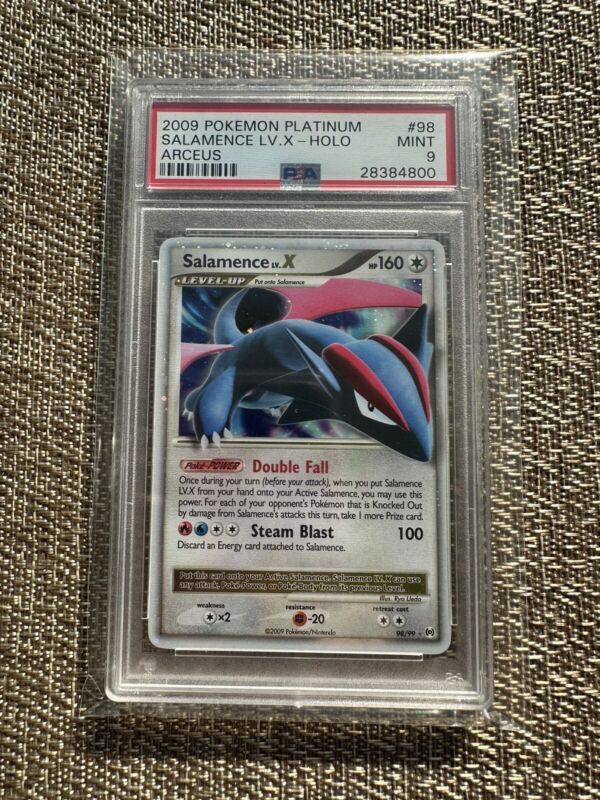 2009 POKEMON PLATINUM #98
SALAMENCE LV.X - HOLO MINT
ARCEUS 9
PSA 28384800
Salamence LV.X HP 160
LEVEL-UP Put onto Salamence
Poké-POWER Double Fall
Once during your turn (before your attack), when you put Salamence
LV.X from your hand onto your Active Salamence, you may use this
power. For each of your opponent's Pokémon that is Knocked Out
by damage from Salamence's attacks this turn, take 1 more Prize card.
Steam Blast 100
Discard an Energy card attached to Salamence.
Put this card onto your Active Salamence. Salamence LV.X can use
any attack, Poké-Power, or Poké-Body from its previous Level.
Illus. Ryo Ueda
weakness resistance retreat cost
×2 -20
©2009 Pokémon/Nintendo 98/99